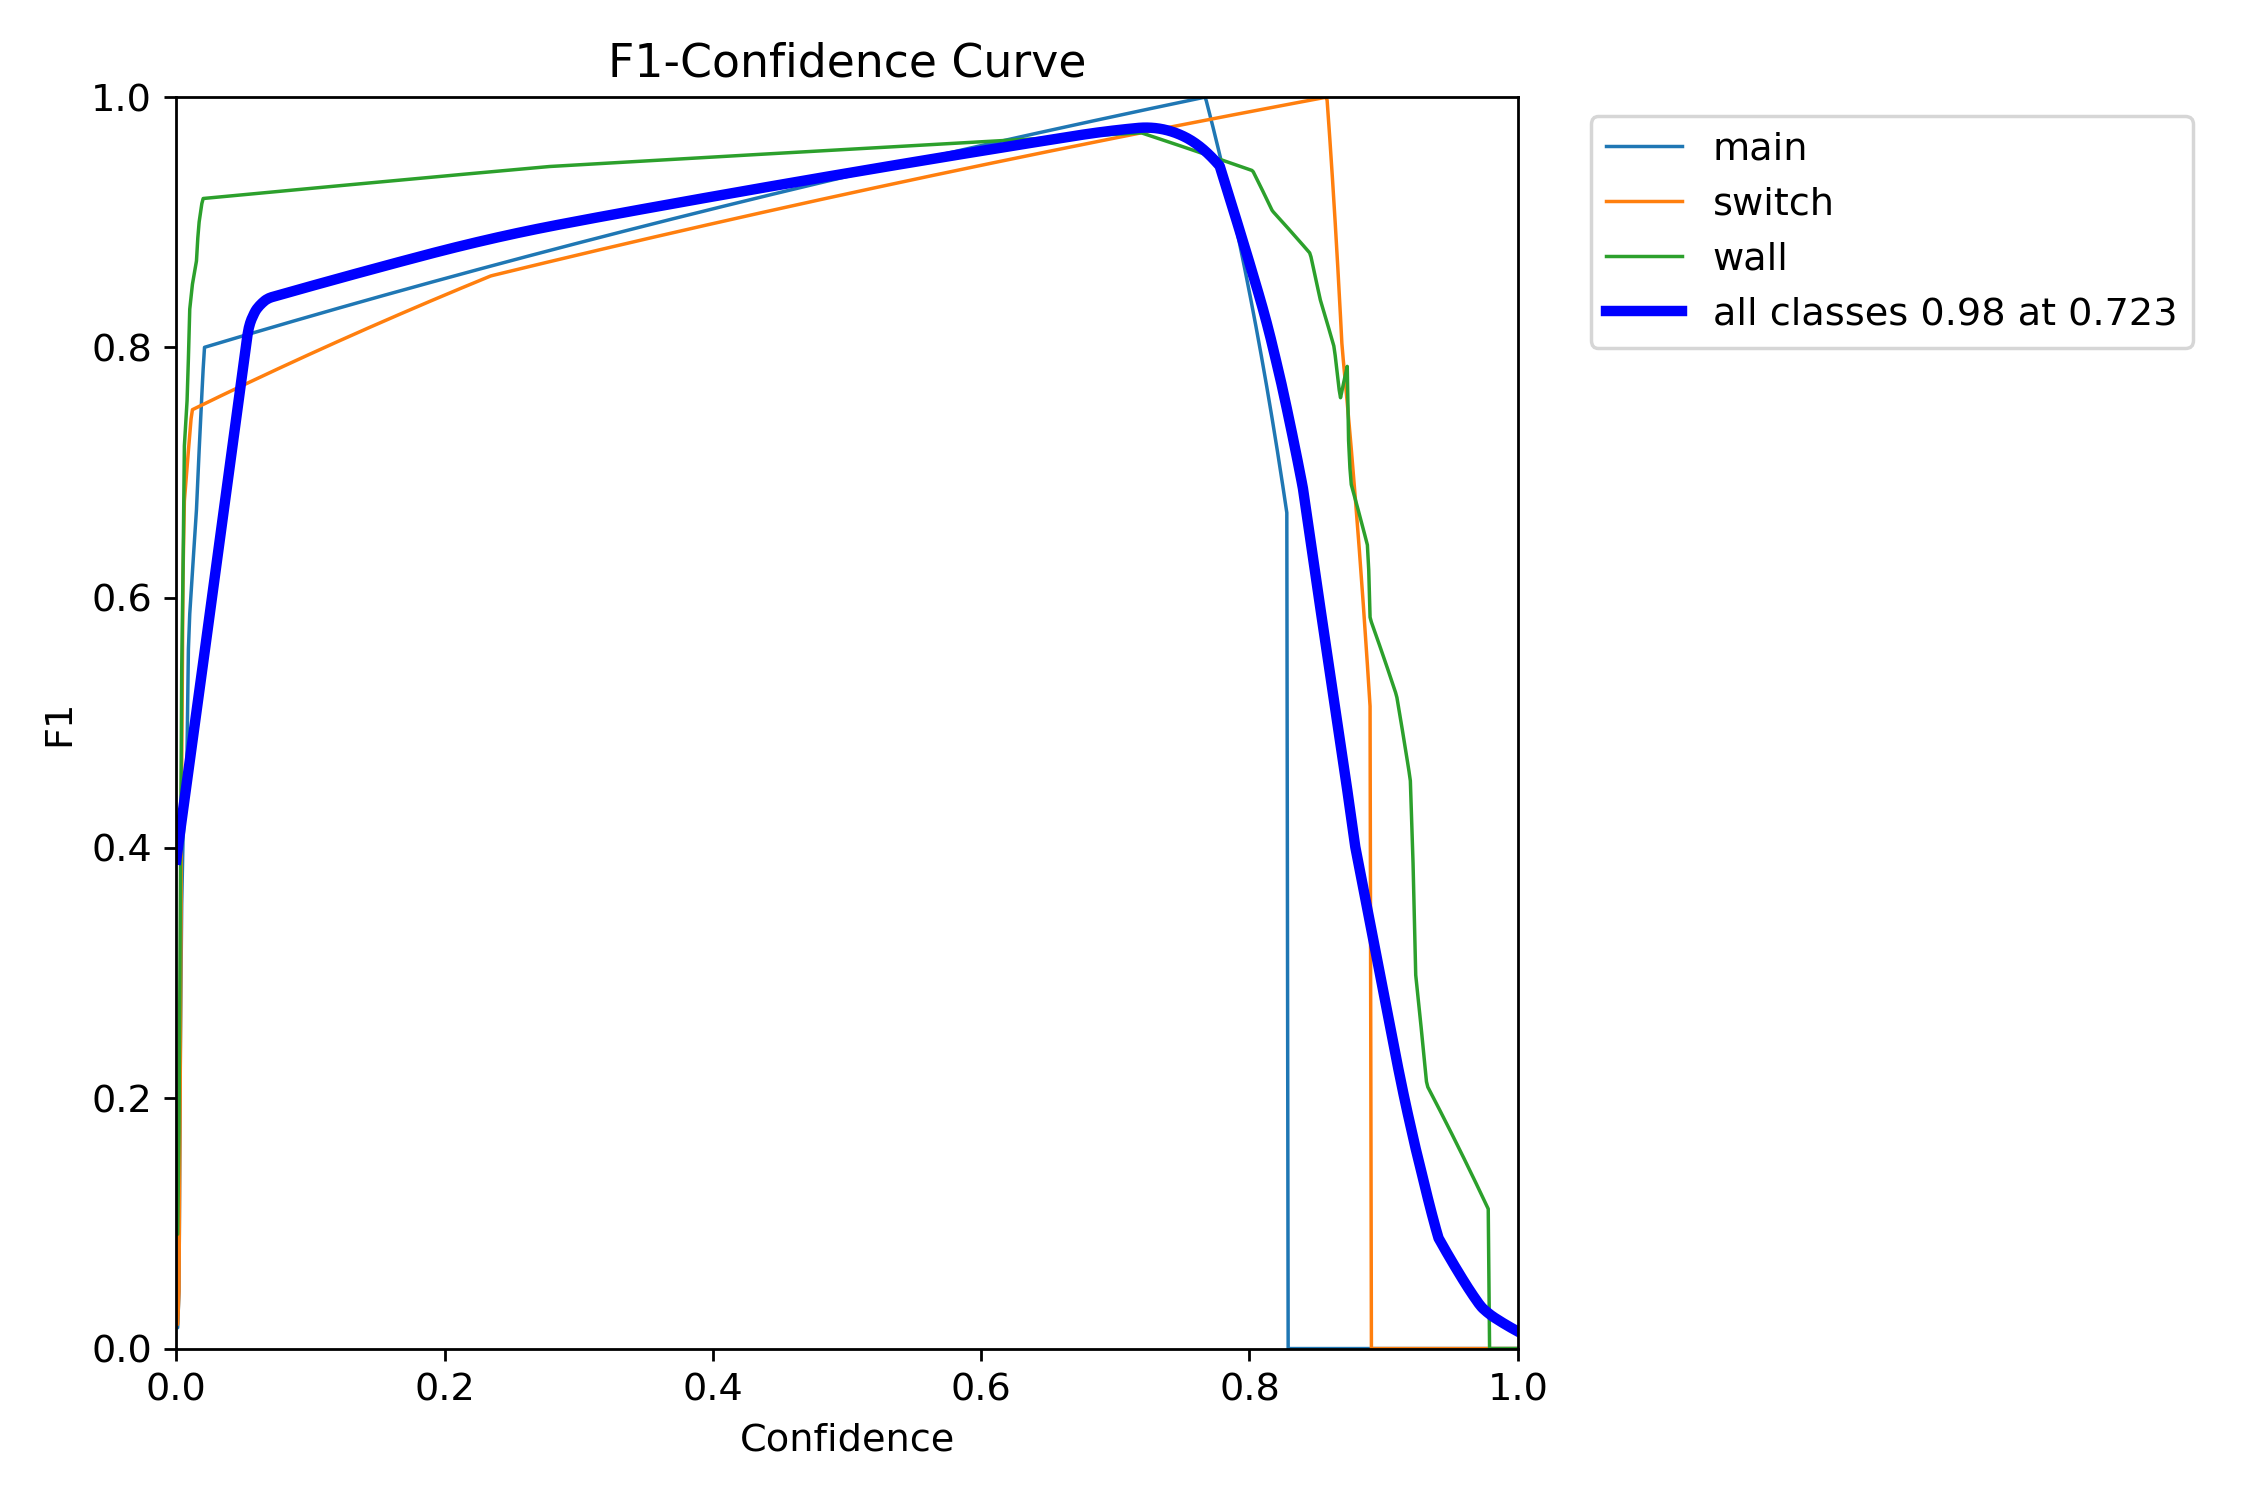 F1-Confidence Curve
1.0
0.8
0.6
0.4
0.2
0.0
F1
0.0 0.2 0.4 0.6 0.8 1.0
Confidence
main
switch
wall
all classes 0.98 at 0.723